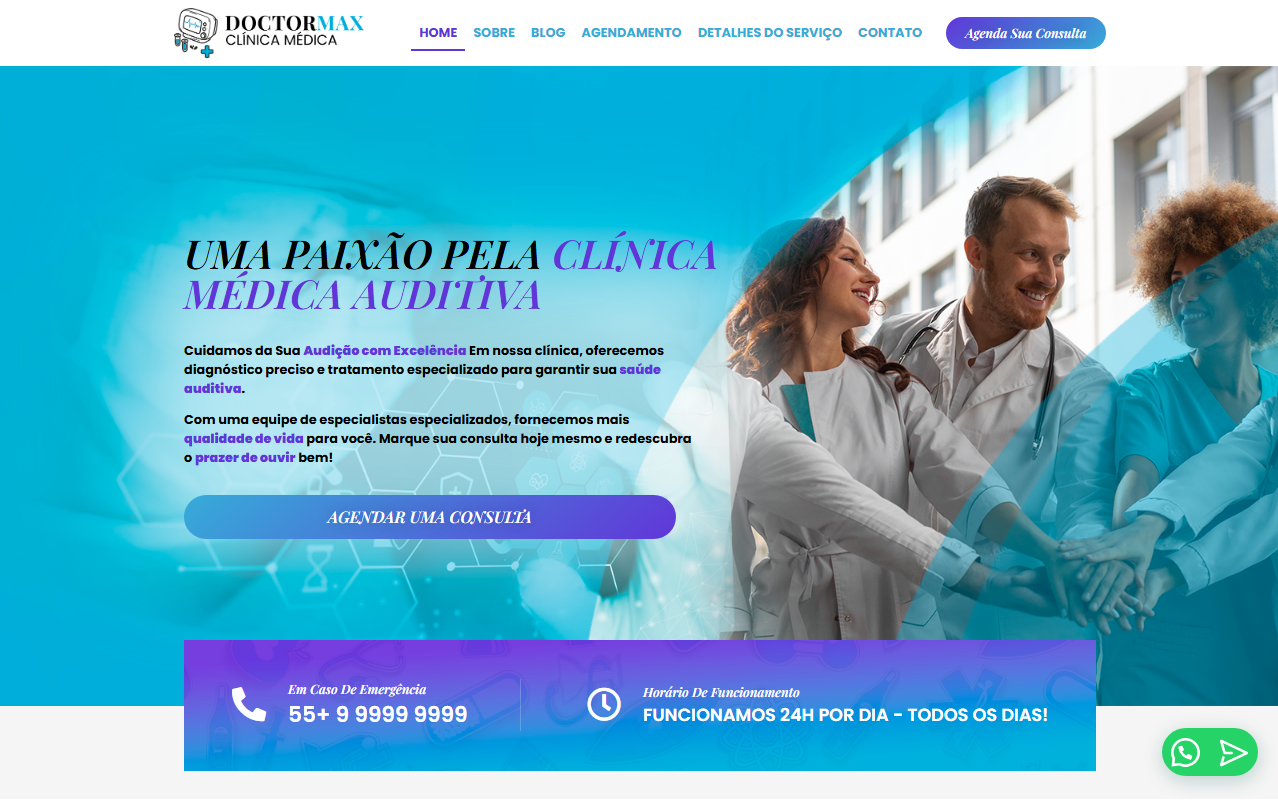 DOCTORMAX
CLÍNICA MÉDICA
HOME SOBRE BLOG AGENDAMENTO DETALHES DO SERVIÇO CONTATO Agenda Sua Consulta
UMA PAIXÃO PELA CLÍNICA
MÉDICA AUDITIVA
Cuidamos da Sua Audição com Excelência Em nossa clínica, oferecemos
diagnóstico preciso e tratamento especializado para garantir sua saúde
auditiva.
Com uma equipe de especialistas especializados, fornecemos mais
qualidade de vida para você. Marque sua consulta hoje mesmo e redescubra
o prazer de ouvir bem!
AGENDAR UMA CONSULTA
Em Caso De Emergência
55+ 9 9999 9999
Horário De Funcionamento
FUNCIONAMOS 24H POR DIA - TODOS OS DIAS!